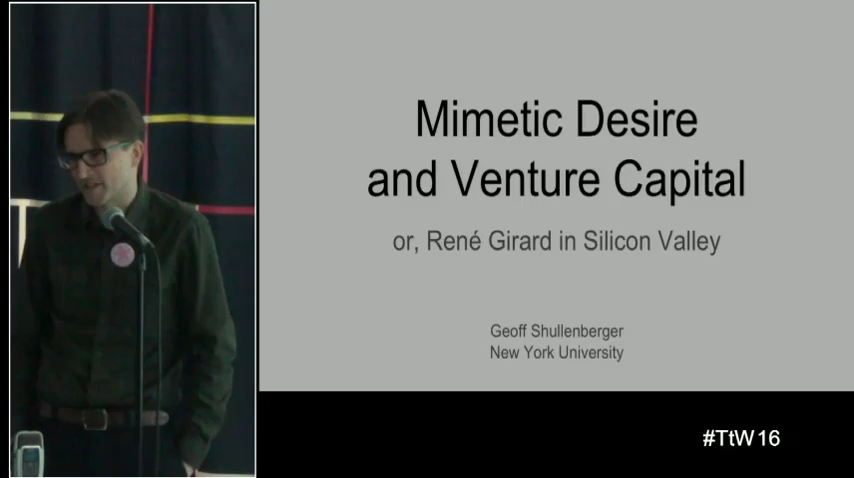 Mimetic Desire
and Venture Capital
or, René Girard in Silicon Valley
Geoff Shullenberger
New York University
#TtW16